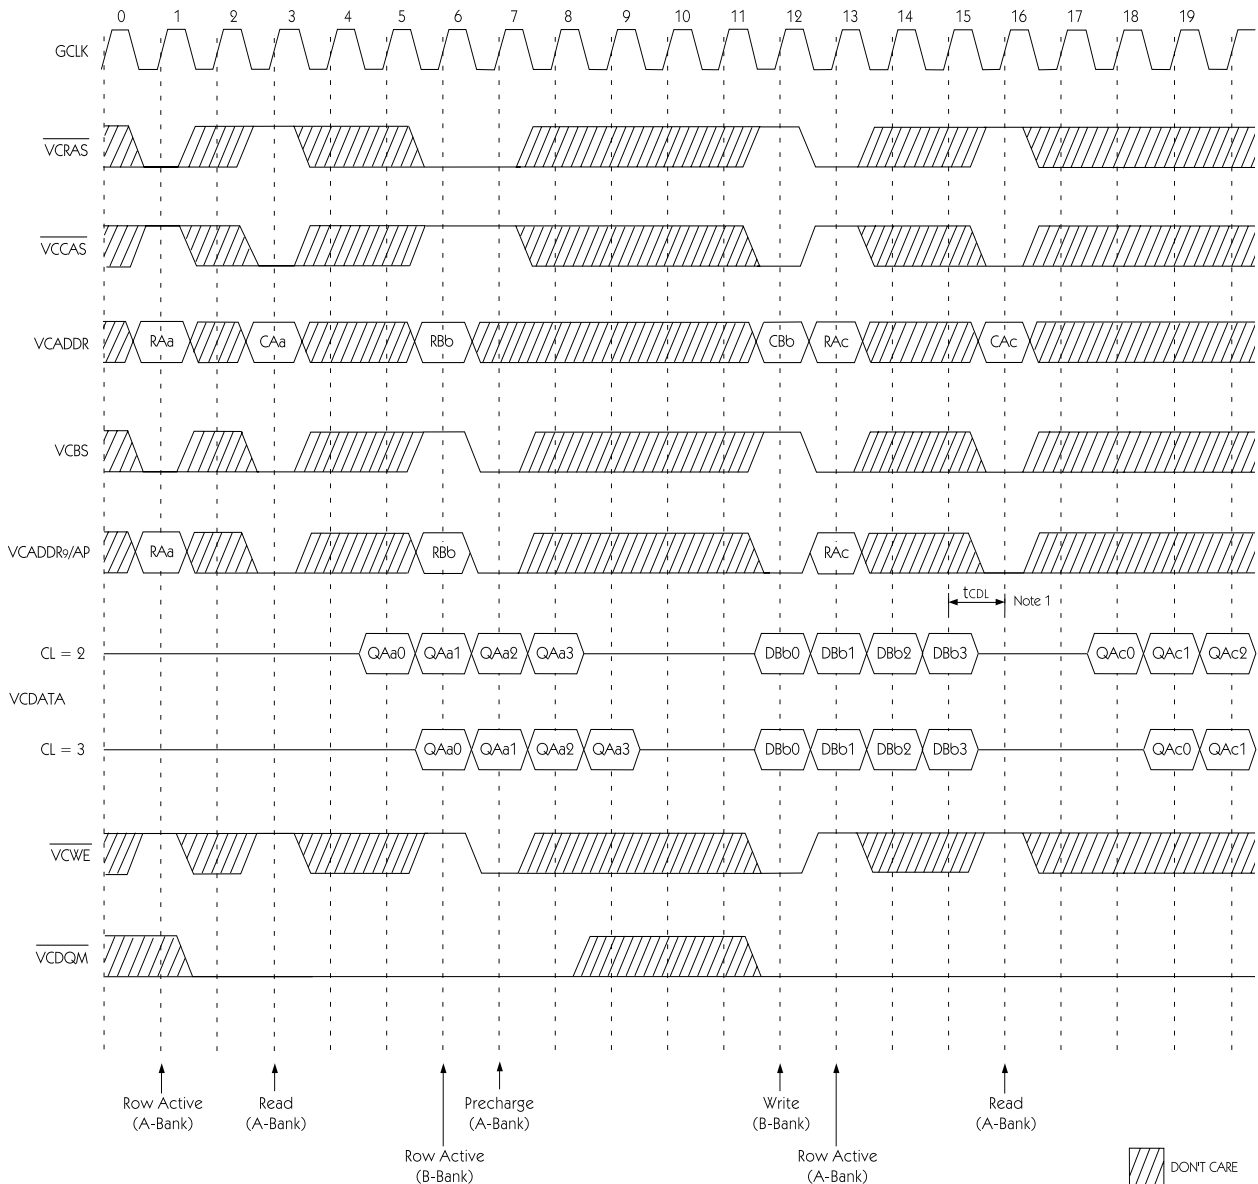 0 1 2 3 4 5 6 7 8 9 10 11 12 13 14 15 16 17 18 19
GCLK
VCRAS
VCCAS
VCADDR RAa CAa RBb CBb RAc CAc
VCBS
VCADDR9/AP RAa RBb RAc
tCDL Note 1
CL = 2 QAa0 QAa1 QAa2 QAa3 DBb0 DBb1 DBb2 DBb3 QAc0 QAc1 QAc2
VCDATA
CL = 3 QAa0 QAa1 QAa2 QAa3 DBb0 DBb1 DBb2 DBb3 QAc0 QAc1
VCWE
VCDQM
Row Active
(A-Bank)
Read
(A-Bank)
Row Active
(B-Bank)
Precharge
(A-Bank)
Write
(B-Bank)
Row Active
(A-Bank)
Read
(A-Bank)
DON'T CARE